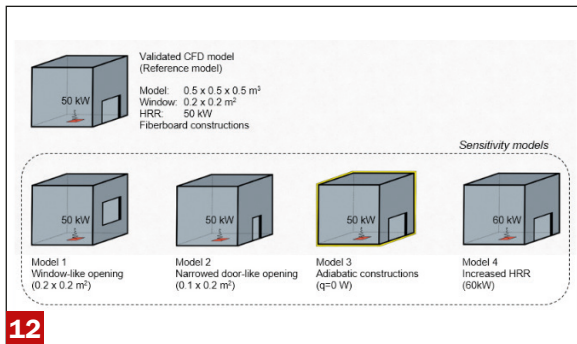 Validated CFD model
(Reference model)
Model: 0.5 x 0.5 x 0.5 m³
Window: 0.2 x 0.2 m²
HRR: 50 kW
Fiberboard constructions
50 kW
Sensitivity models
50 kW
50 kW
50 kW
60 kW
Model 1
Window-like opening
(0.2 x 0.2 m²)
Model 2
Narrowed door-like opening
(0.1 x 0.2 m²)
Model 3
Adiabatic constructions
(q=0 W)
Model 4
Increased HRR
(60kW)
12